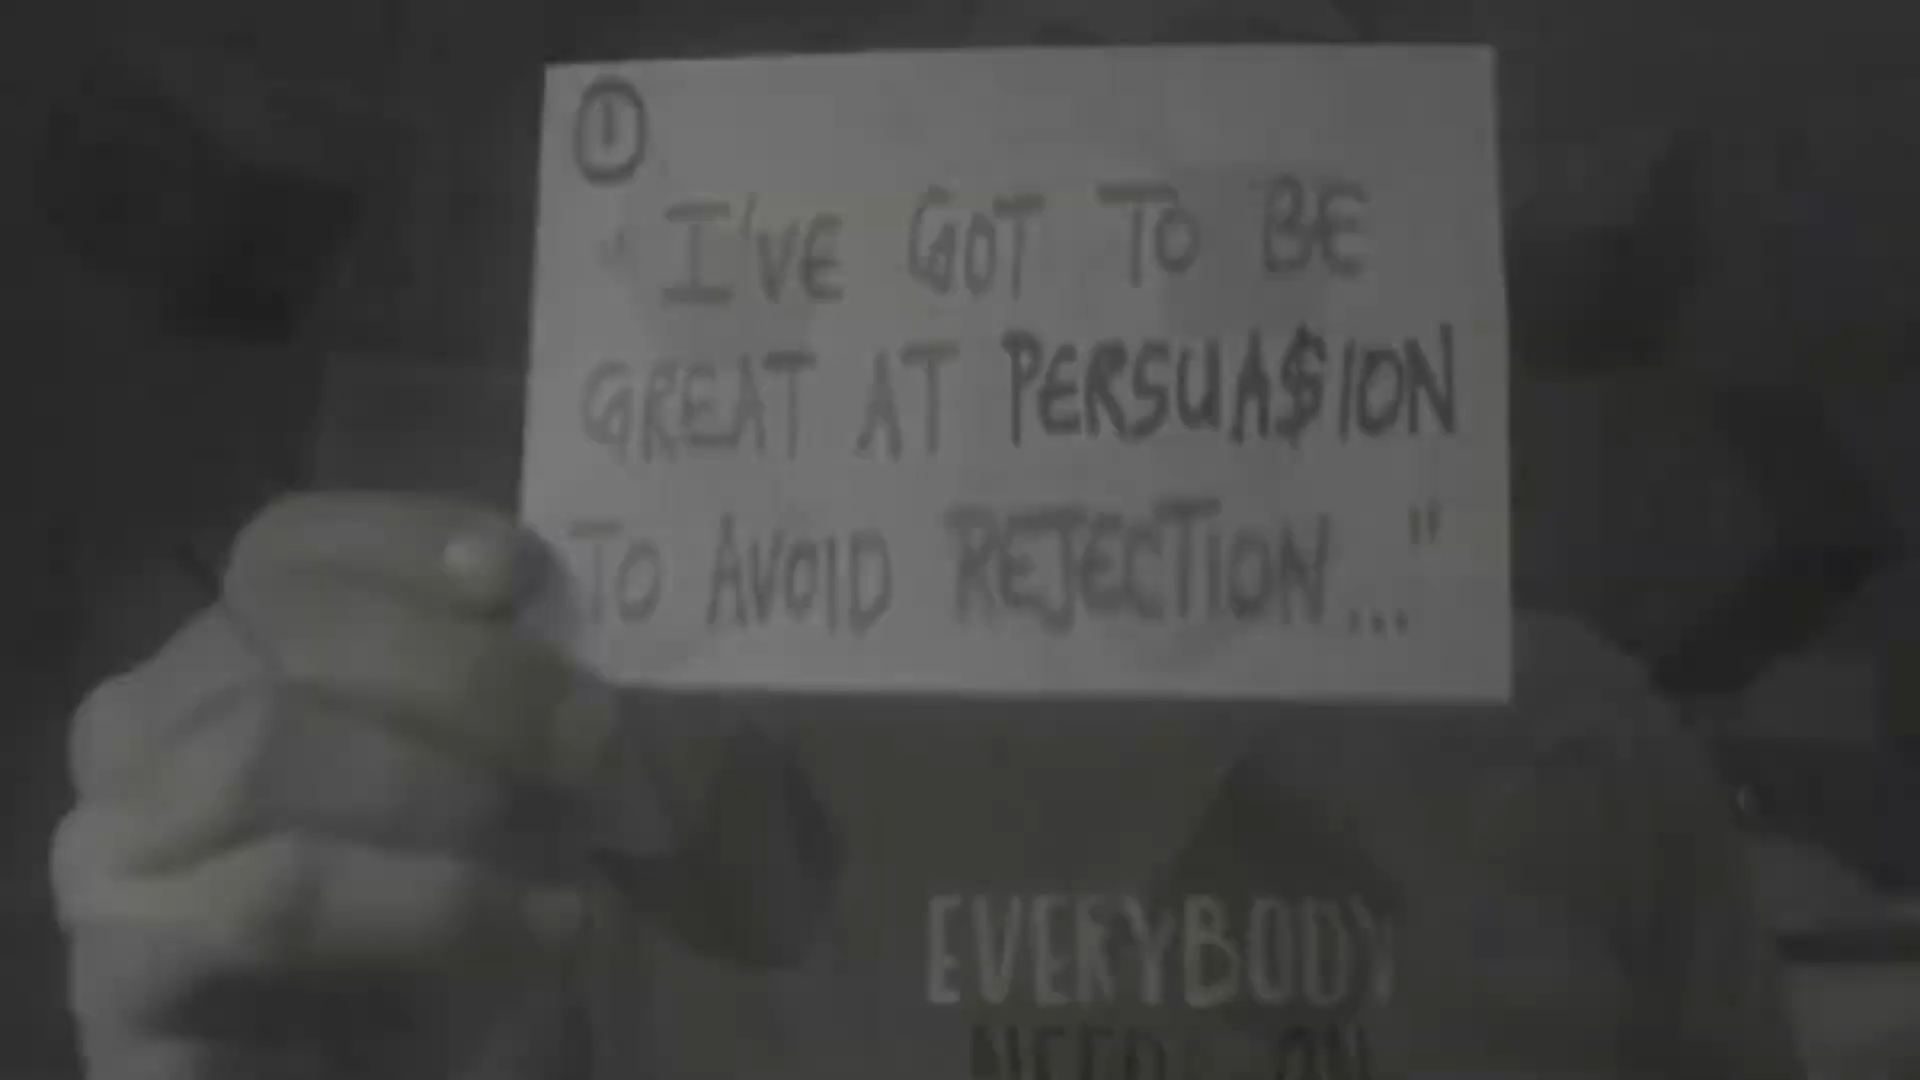 ①
"I'VE GOT TO BE
GREAT AT PERSUA$ION
TO AVOID REJECTION..."
EVERYBODY